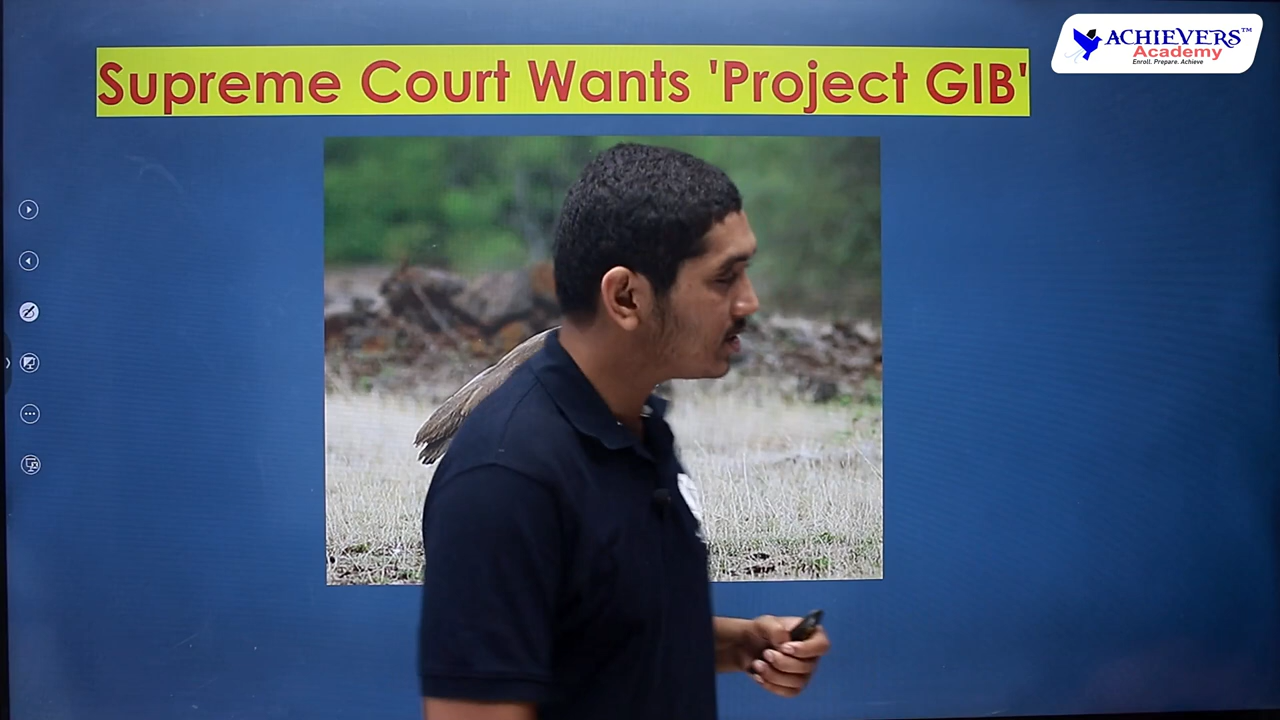 Supreme Court Wants 'Project GIB'
ACHIEVERS™
Academy
Enroll. Prepare. Achieve